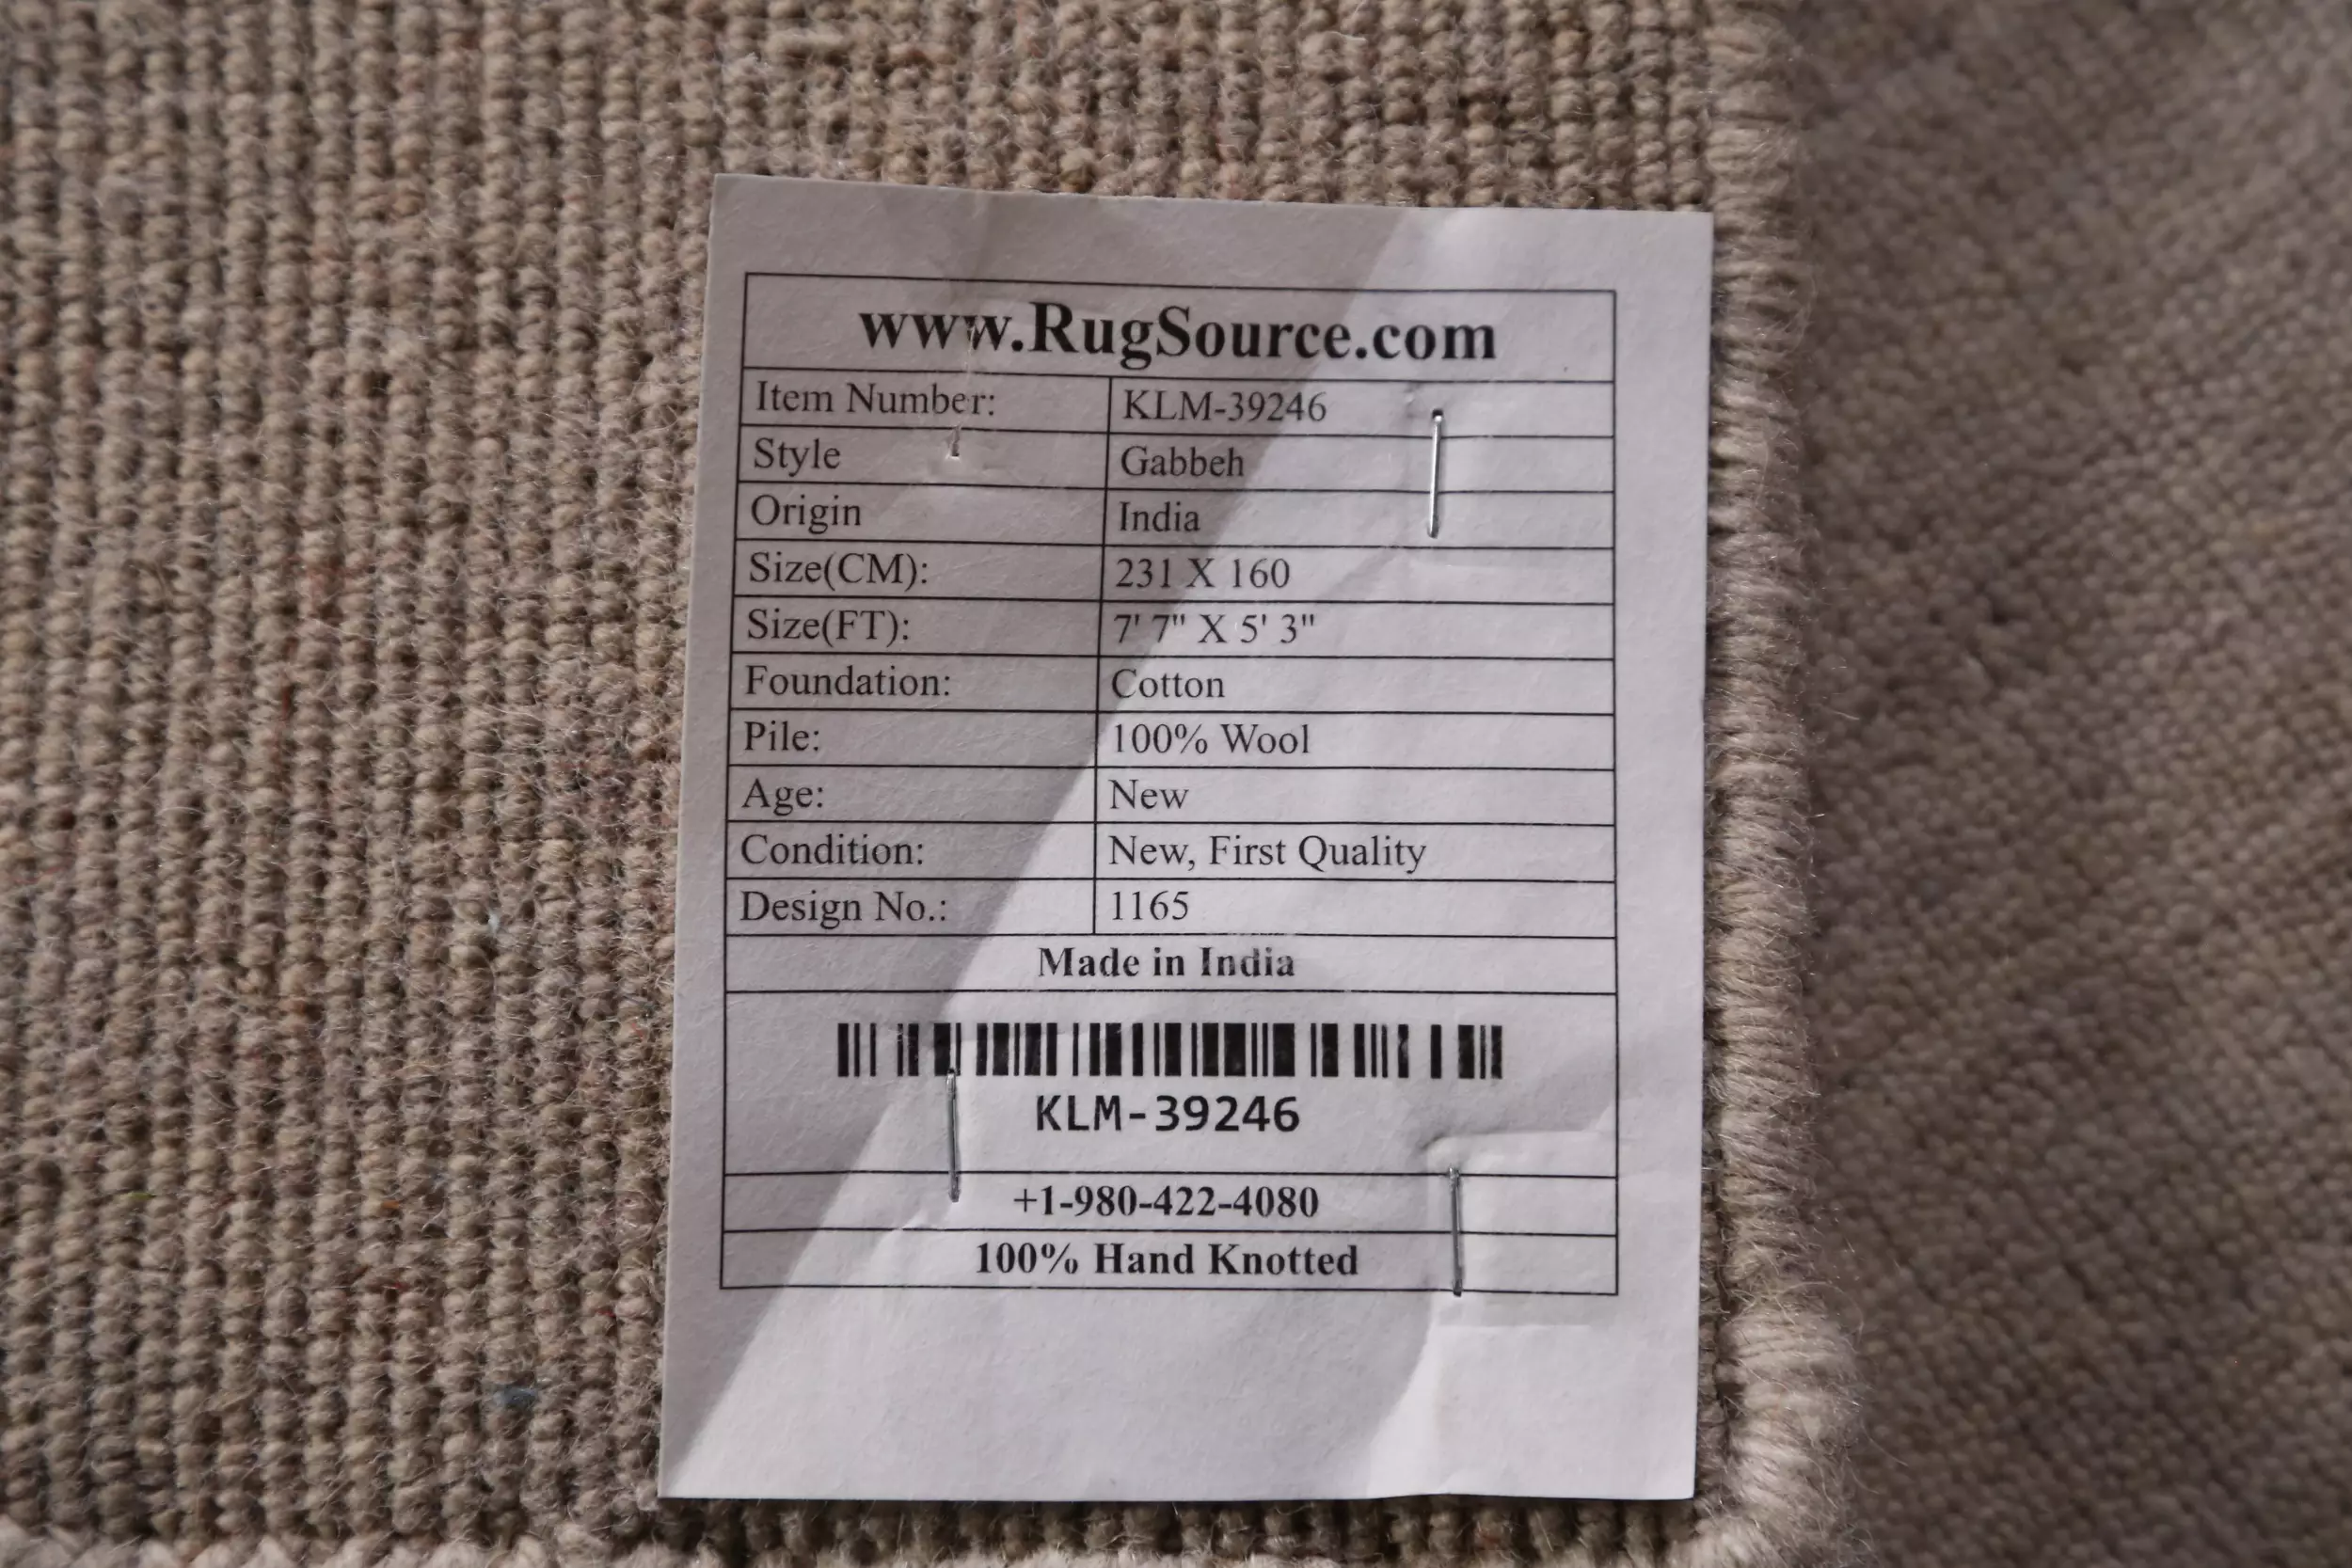 www.RugSource.com
Item Number: KLM-39246
Style Gabbeh
Origin India
Size(CM): 231 X 160
Size(FT): 7' 7" X 5' 3"
Foundation: Cotton
Pile: 100% Wool
Age: New
Condition: New, First Quality
Design No.: 1165
Made in India
KLM-39246
+1-980-422-4080
100% Hand Knotted